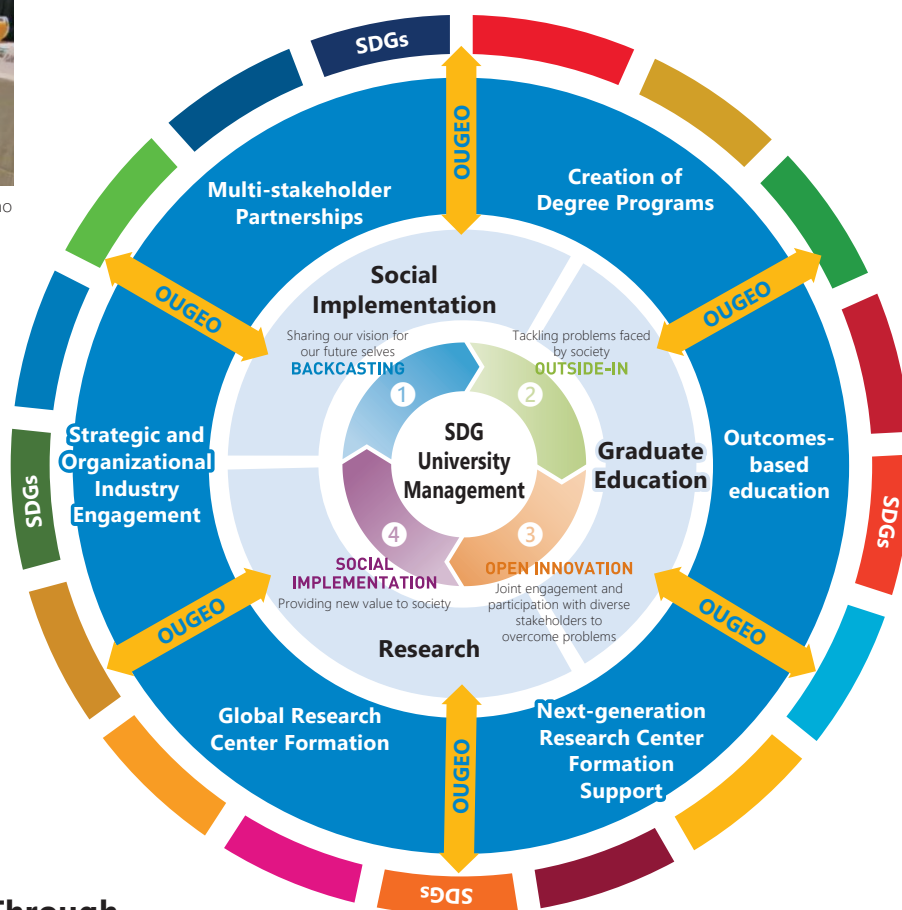 SDGs
OUGEO
Multi-stakeholder
Partnerships
Creation of
Degree Programs
Social
Implementation
OUGEO
OUGEO
Sharing our vision for
our future selves
BACKCASTING
Tackling problems faced
by society
OUTSIDE-IN
1
2
SDG
University
Management
Strategic and
Organizational
Industry
Engagement
Graduate
Education
Outcomes-
based
education
SDGs
SDGs
4
3
SOCIAL
IMPLEMENTATION
Providing new value to society
OPEN INNOVATION
Joint engagement and
participation with diverse
stakeholders to
overcome problems
OUGEO
OUGEO
Research
Global Research
Center Formation
Next-generation
Research Center
Formation
Support
OUGEO
SDGs
Through